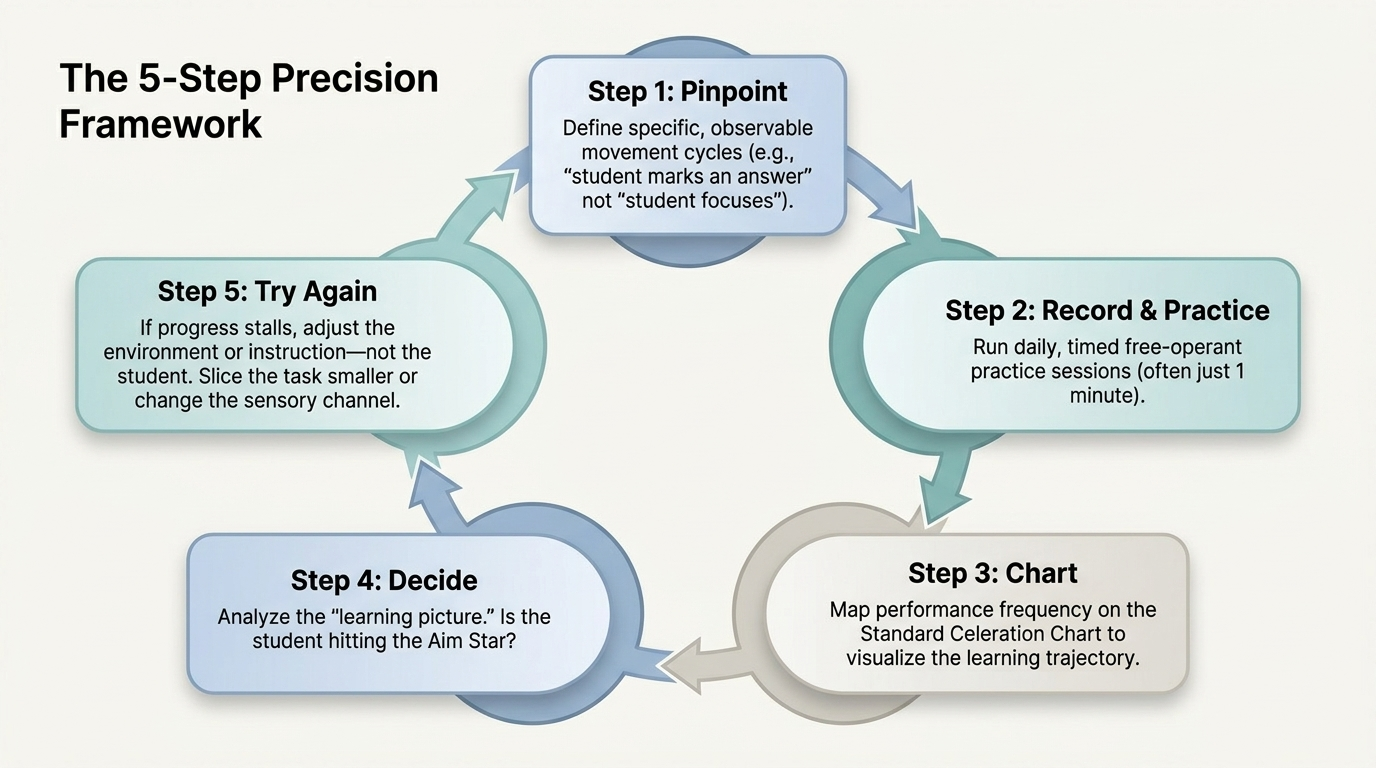 The 5-Step Precision
Framework
Step 1: Pinpoint
Define specific, observable
movement cycles (e.g.,
“student marks an answer”
not “student focuses”).
Step 2: Record & Practice
Run daily, timed free-operant
practice sessions (often just 1
minute).
Step 3: Chart
Map performance frequency on the
Standard Celeration Chart to
visualize the learning trajectory.
Step 4: Decide
Analyze the “learning picture.” Is the
student hitting the Aim Star?
Step 5: Try Again
If progress stalls, adjust the
environment or instruction—not the
student. Slice the task smaller or
change the sensory channel.